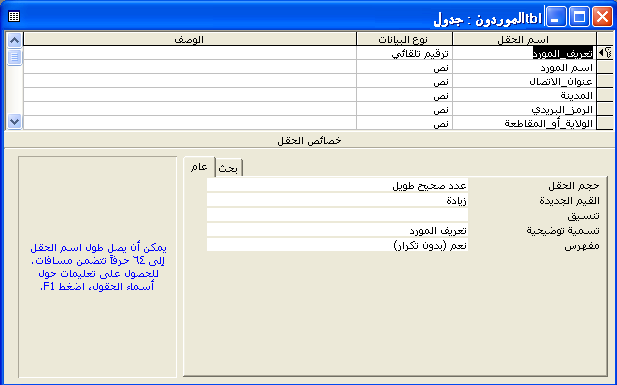 tblالموردون : جدول
اسم الحقل نوع البيانات الوصف
تعريف_المورد ترقيم تلقائي
اسم المورد نص
عنوان_الاتصال نص
المدينة نص
الرمز_البريدي نص
الولاية_أو_المقاطعة نص
خصائص الحقل
عام بحث
حجم الحقل عدد صحيح طويل
القيم الجديدة زيادة
تنسيق
تسمية توضيحية تعريف المورد
مفهرس نعم (بدون تكرار)
يمكن أن يصل طول اسم الحقل
إلى ٦٤ حرفاً تتضمن مسافات.
للحصول على تعليمات حول
أسماء الحقول، اضغط F1.